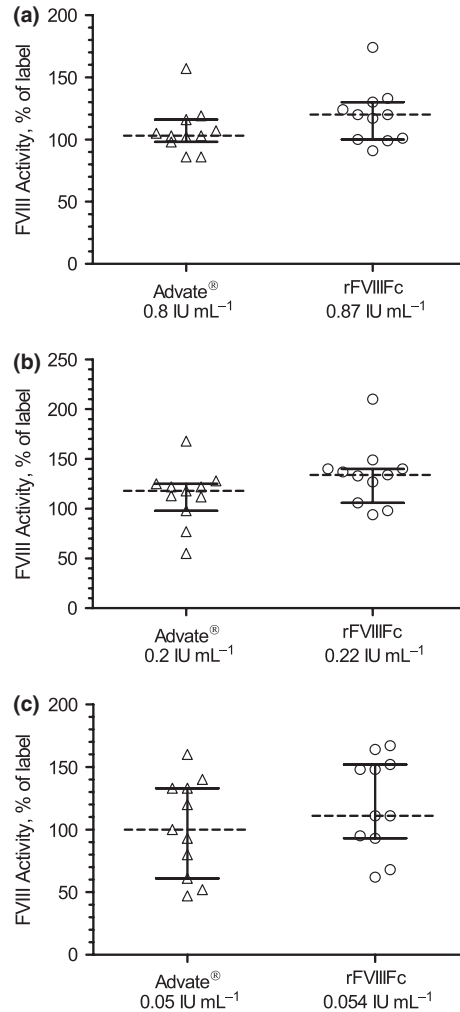 (a)
200
150
100
50
0
FVIII Activity, % of label
Advate® rFVIIIFc
0.8 IU mL⁻¹ 0.87 IU mL⁻¹
(b)
250
200
150
100
50
0
FVIII Activity, % of label
Advate® rFVIIIFc
0.2 IU mL⁻¹ 0.22 IU mL⁻¹
(c)
200
150
100
50
0
FVIII Activity, % of label
Advate® rFVIIIFc
0.05 IU mL⁻¹ 0.054 IU mL⁻¹